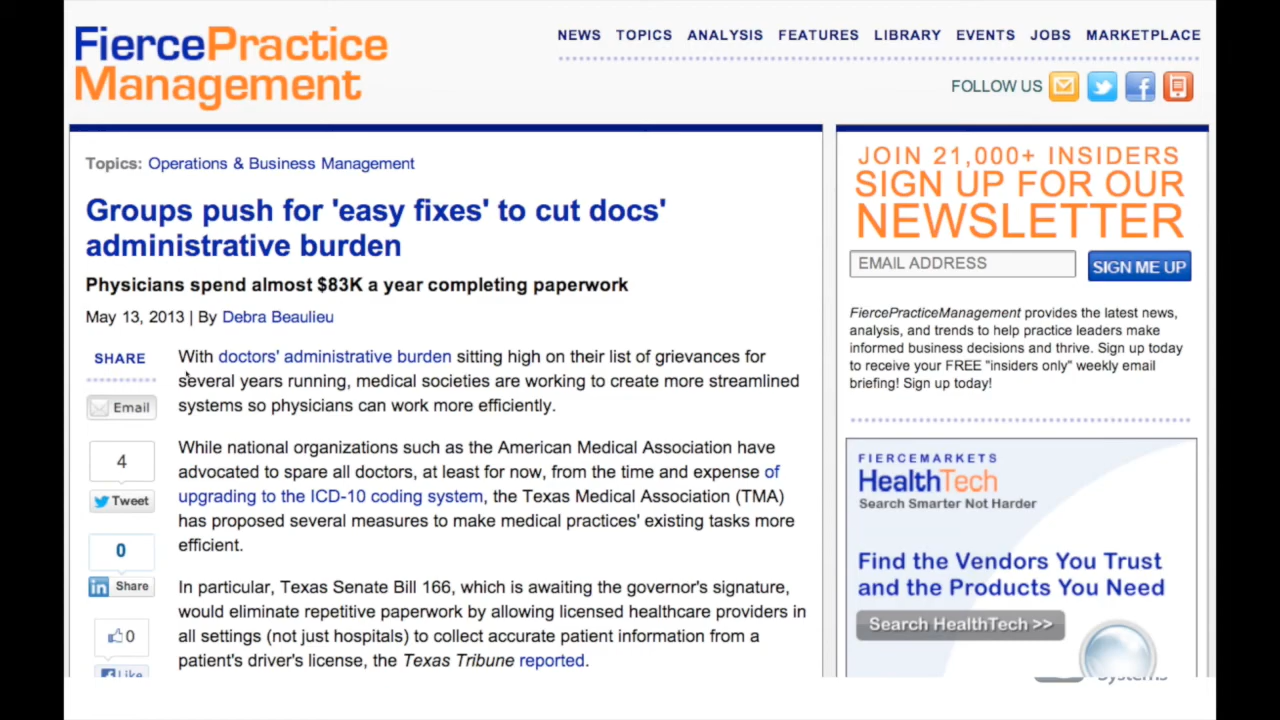 FiercePractice
Management
NEWS TOPICS ANALYSIS FEATURES LIBRARY EVENTS JOBS MARKETPLACE
FOLLOW US
Topics: Operations & Business Management
Groups push for 'easy fixes' to cut docs'
administrative burden
Physicians spend almost $83K a year completing paperwork
May 13, 2013 | By Debra Beaulieu
SHARE
Email
4
Tweet
0
in Share
0
Like
With doctors' administrative burden sitting high on their list of grievances for
several years running, medical societies are working to create more streamlined
systems so physicians can work more efficiently.
While national organizations such as the American Medical Association have
advocated to spare all doctors, at least for now, from the time and expense of
upgrading to the ICD-10 coding system, the Texas Medical Association (TMA)
has proposed several measures to make medical practices' existing tasks more
efficient.
In particular, Texas Senate Bill 166, which is awaiting the governor's signature,
would eliminate repetitive paperwork by allowing licensed healthcare providers in
all settings (not just hospitals) to collect accurate patient information from a
patient's driver's license, the Texas Tribune reported.
JOIN 21,000+ INSIDERS
SIGN UP FOR OUR
NEWSLETTER
EMAIL ADDRESS
SIGN ME UP
FiercePracticeManagement provides the latest news,
analysis, and trends to help practice leaders make
informed business decisions and thrive. Sign up today
to receive your FREE "insiders only" weekly email
briefing! Sign up today!
FIERCEMARKETS
HealthTech
Search Smarter Not Harder
Find the Vendors You Trust
and the Products You Need
Search HealthTech >>
Systems